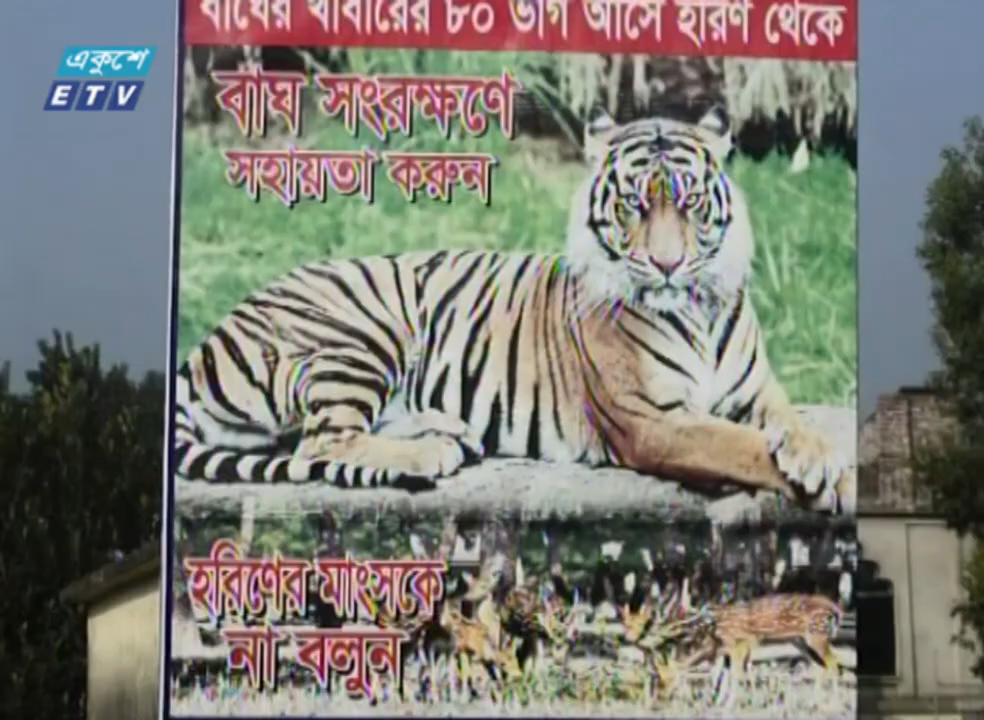 বাঘের খাবারের ৮০ ভাগ আসে হরিণ থেকে
একুশে
ETV
বাঘ সংরক্ষণে
সহায়তা করুন
হরিণের মাংসকে
না বলুন